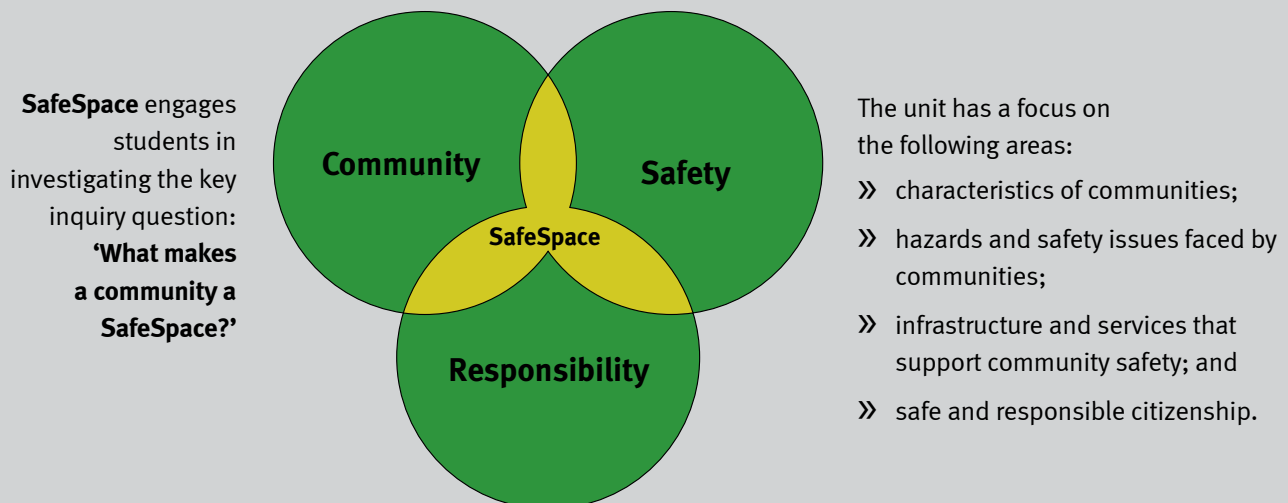 SafeSpace engages
students in
investigating the key
inquiry question:
‘What makes
a community a
SafeSpace?’
Community
Safety
SafeSpace
Responsibility
The unit has a focus on
the following areas:
» characteristics of communities;
» hazards and safety issues faced by
communities;
» infrastructure and services that
support community safety; and
» safe and responsible citizenship.